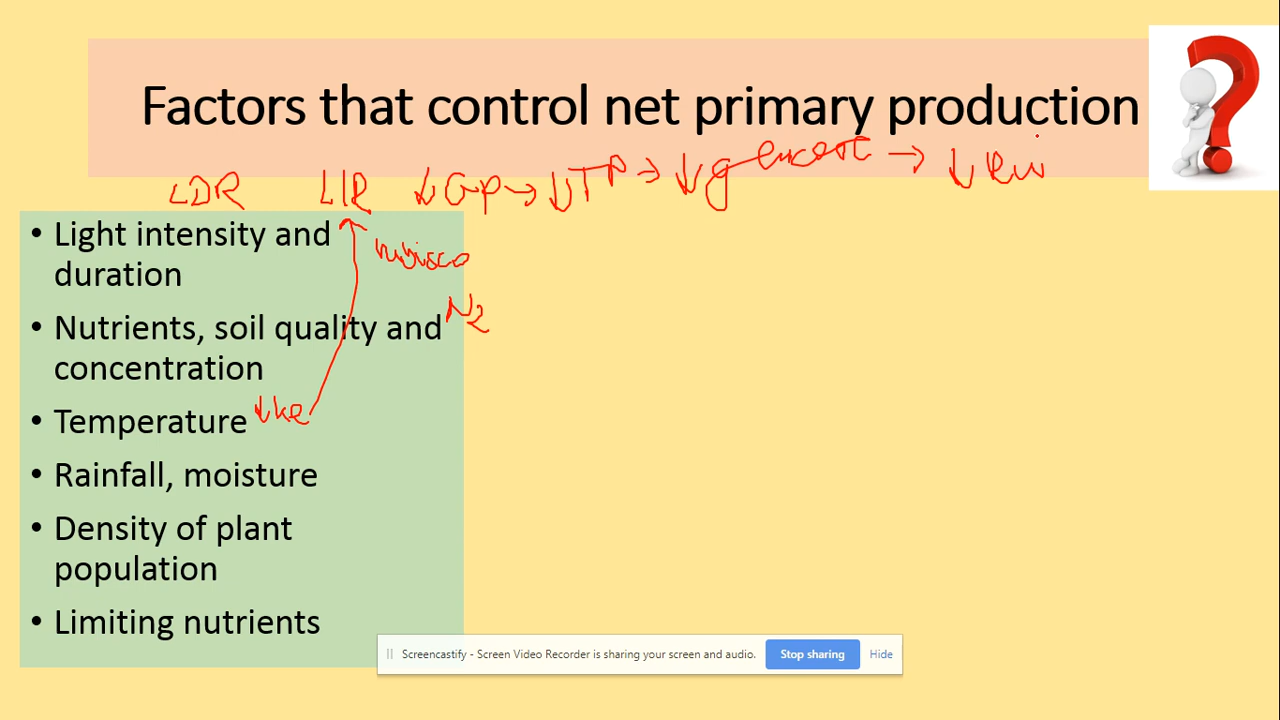 Factors that control net primary production
LDR LIR ↓GP → ↓TP → ↓glucose → ↓
• Light intensity and
duration
rubisco
• Nutrients, soil quality and N2
concentration
• Temperature ↓ke
• Rainfall, moisture
• Density of plant
population
• Limiting nutrients
Screencastify - Screen Video Recorder is sharing your screen and audio. Stop sharing Hide